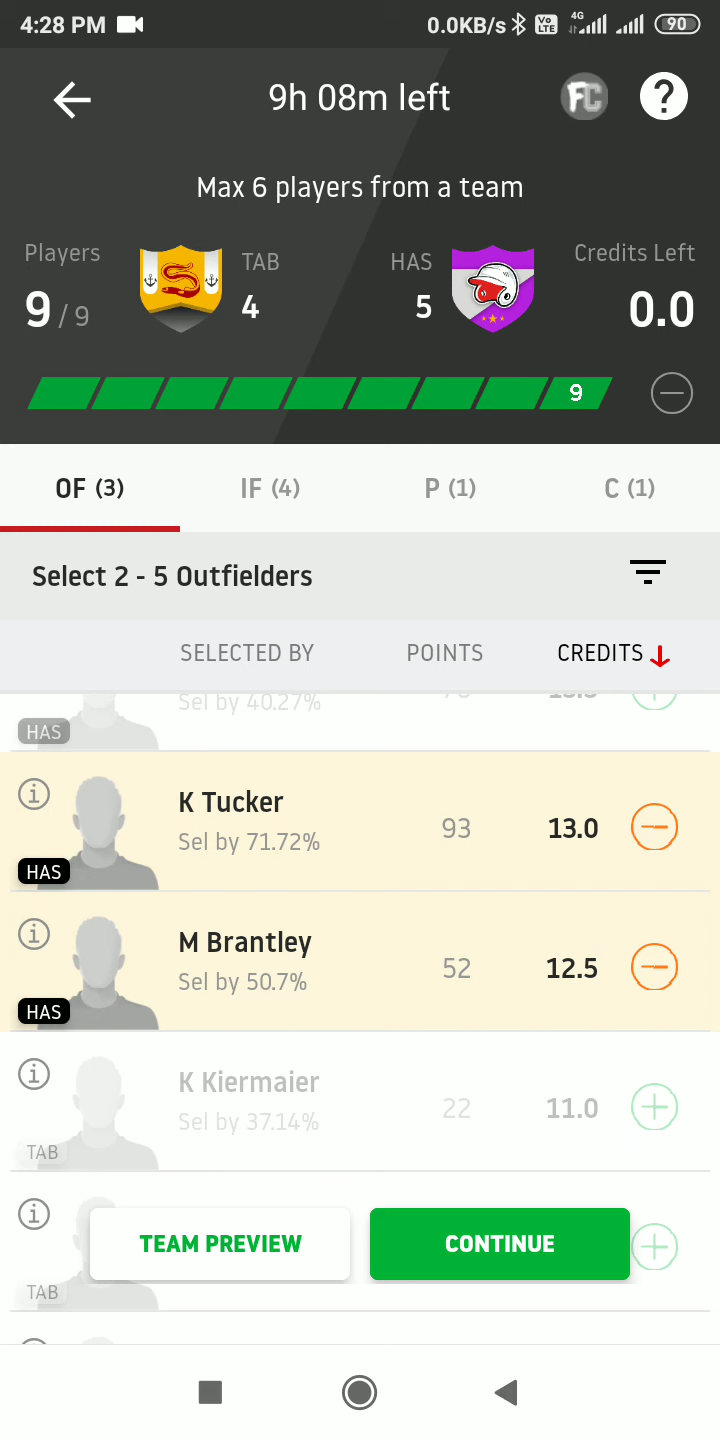 4:28 PM 0.0KB/s Vo LTE 4G 90
9h 08m left FC ?
Max 6 players from a team
Players TAB HAS Credits Left
9 / 9 4 5 0.0
9
OF (3) IF (4) P (1) C (1)
Select 2 - 5 Outfielders
SELECTED BY POINTS CREDITS
Sel by 40.27%
HAS
K Tucker
Sel by 71.72% 93 13.0
HAS
M Brantley
Sel by 50.7% 52 12.5
HAS
K Kiermaier
Sel by 37.14% 22 11.0
TAB
TEAM PREVIEW CONTINUE
TAB